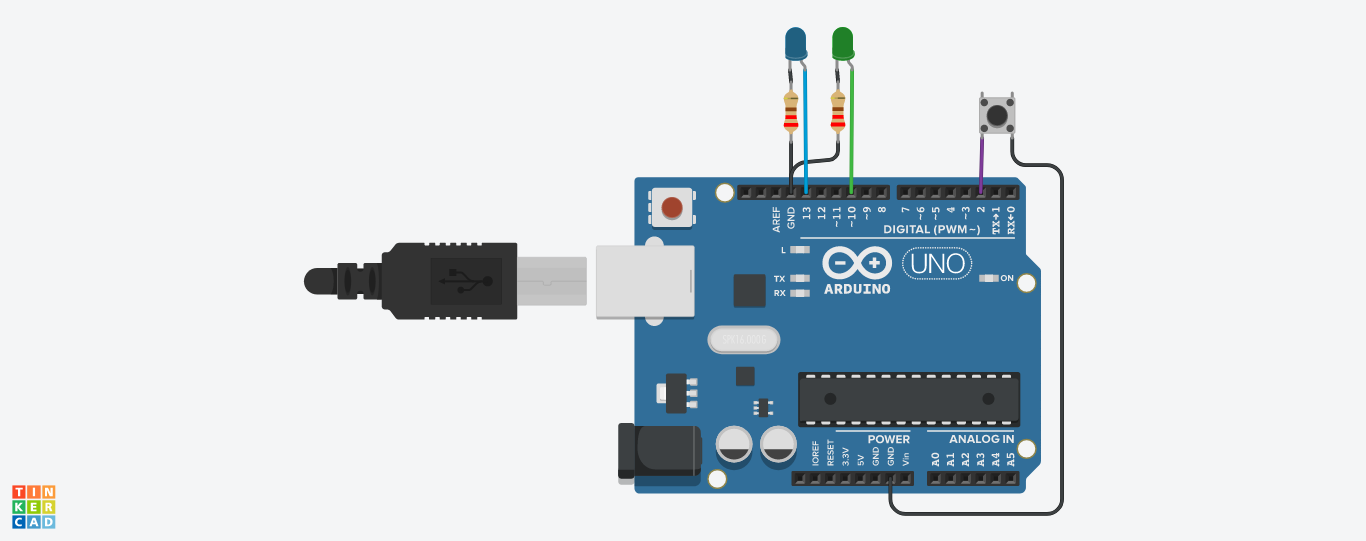 AREF
GND
13
12
~11
~10
~9
8
7
~6
~5
4
~3
2
TX→1
RX←0
DIGITAL (PWM~)
L
TX
RX
ARDUINO
UNO
ON
POWER
ANALOG IN
IOREF
RESET
3.3V
5V
GND
GND
Vin
A0
A1
A2
A3
A4
A5
TIN
KER
CAD